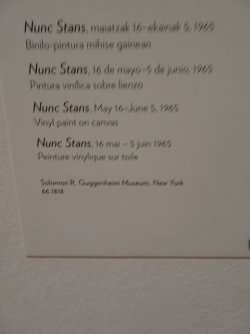 Nunc Stans, maiatzak 16–ekainak 5, 1965
Binilo-pintura mihise gainean
Nunc Stans, 16 de mayo–5 de junio, 1965
Pintura vinílica sobre lienzo
Nunc Stans, May 16–June 5, 1965
Vinyl paint on canvas
Nunc Stans, 16 mai – 5 juin 1965
Peinture vinylique sur toile
Solomon R. Guggenheim Museum, New York
66.1818